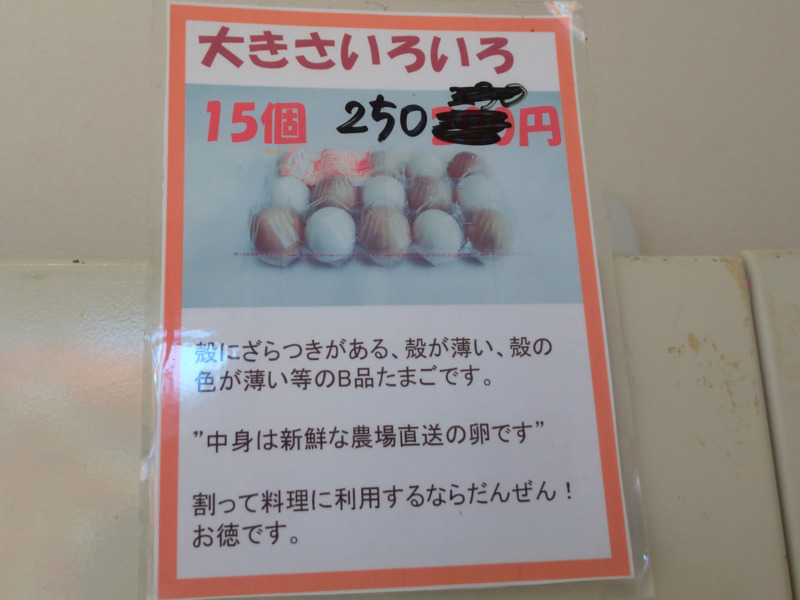 大きさいろいろ
15個 250円
殻にざらつきがある、殻が薄い、殻の
色が薄い等のB品たまごです。
”中身は新鮮な農場直送の卵です”
割って料理に利用するならだんぜん！
お徳です。